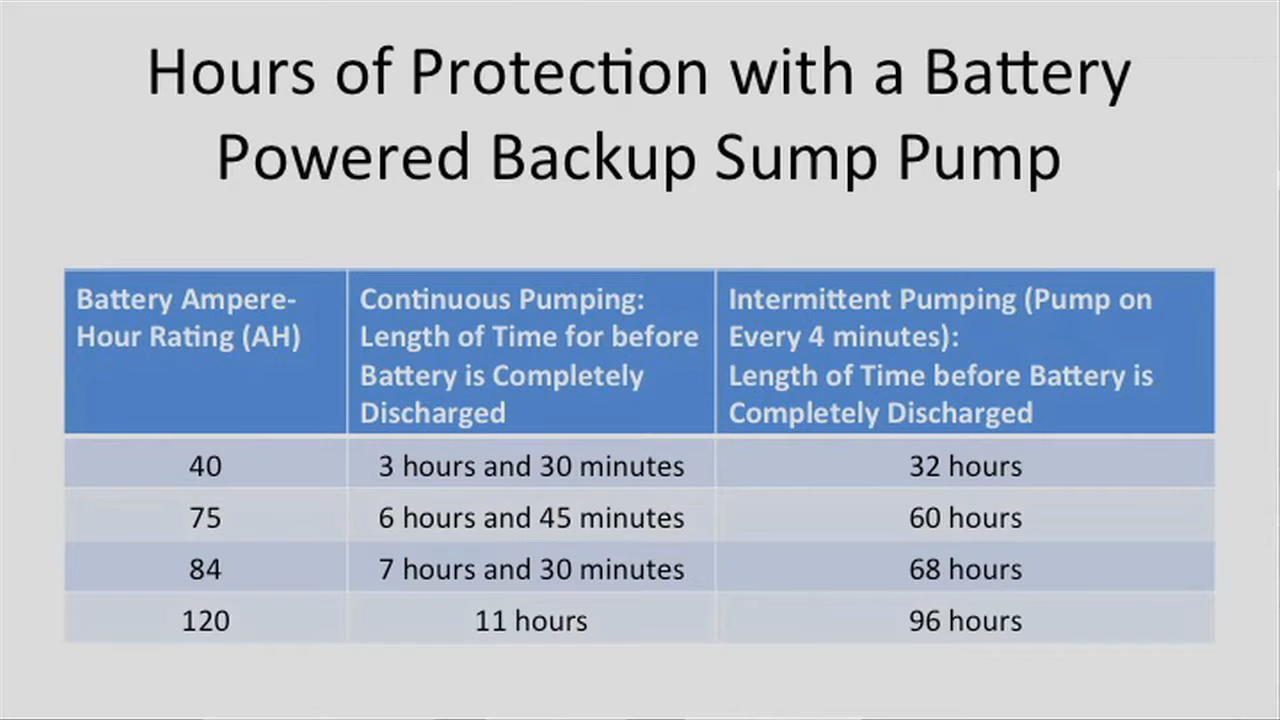 Hours of Protection with a Battery
Powered Backup Sump Pump
Battery Ampere-
Hour Rating (AH)
Continuous Pumping:
Length of Time for before
Battery is Completely
Discharged
Intermittent Pumping (Pump on
Every 4 minutes):
Length of Time before Battery is
Completely Discharged
40 3 hours and 30 minutes 32 hours
75 6 hours and 45 minutes 60 hours
84 7 hours and 30 minutes 68 hours
120 11 hours 96 hours